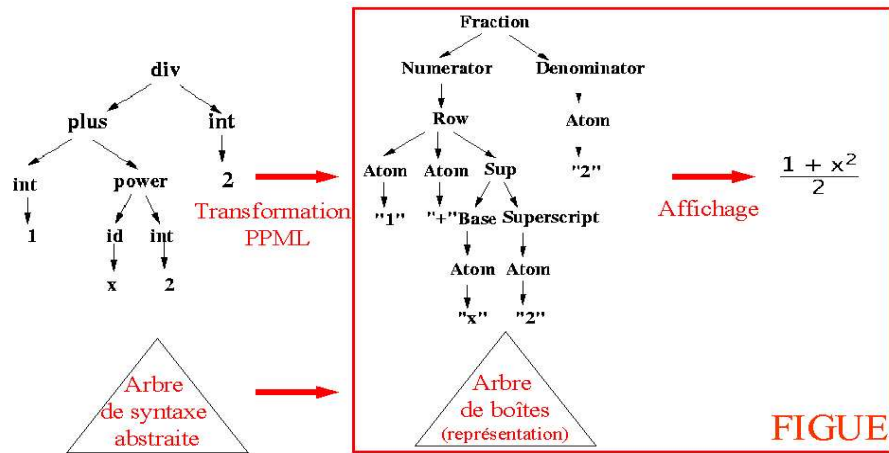 Fraction
div
Numerator
Denominator
plus
int
Row
Atom
int
power
2
Atom
Atom
Sup
"2"
Transformation
PPML
Affichage
1 + x²
2
1
id
int
"1"
"+"
Base
Superscript
x
2
Atom
Atom
"x"
"2"
Arbre
de syntaxe
abstraite
Arbre
de boîtes
(représentation)
FIGUE